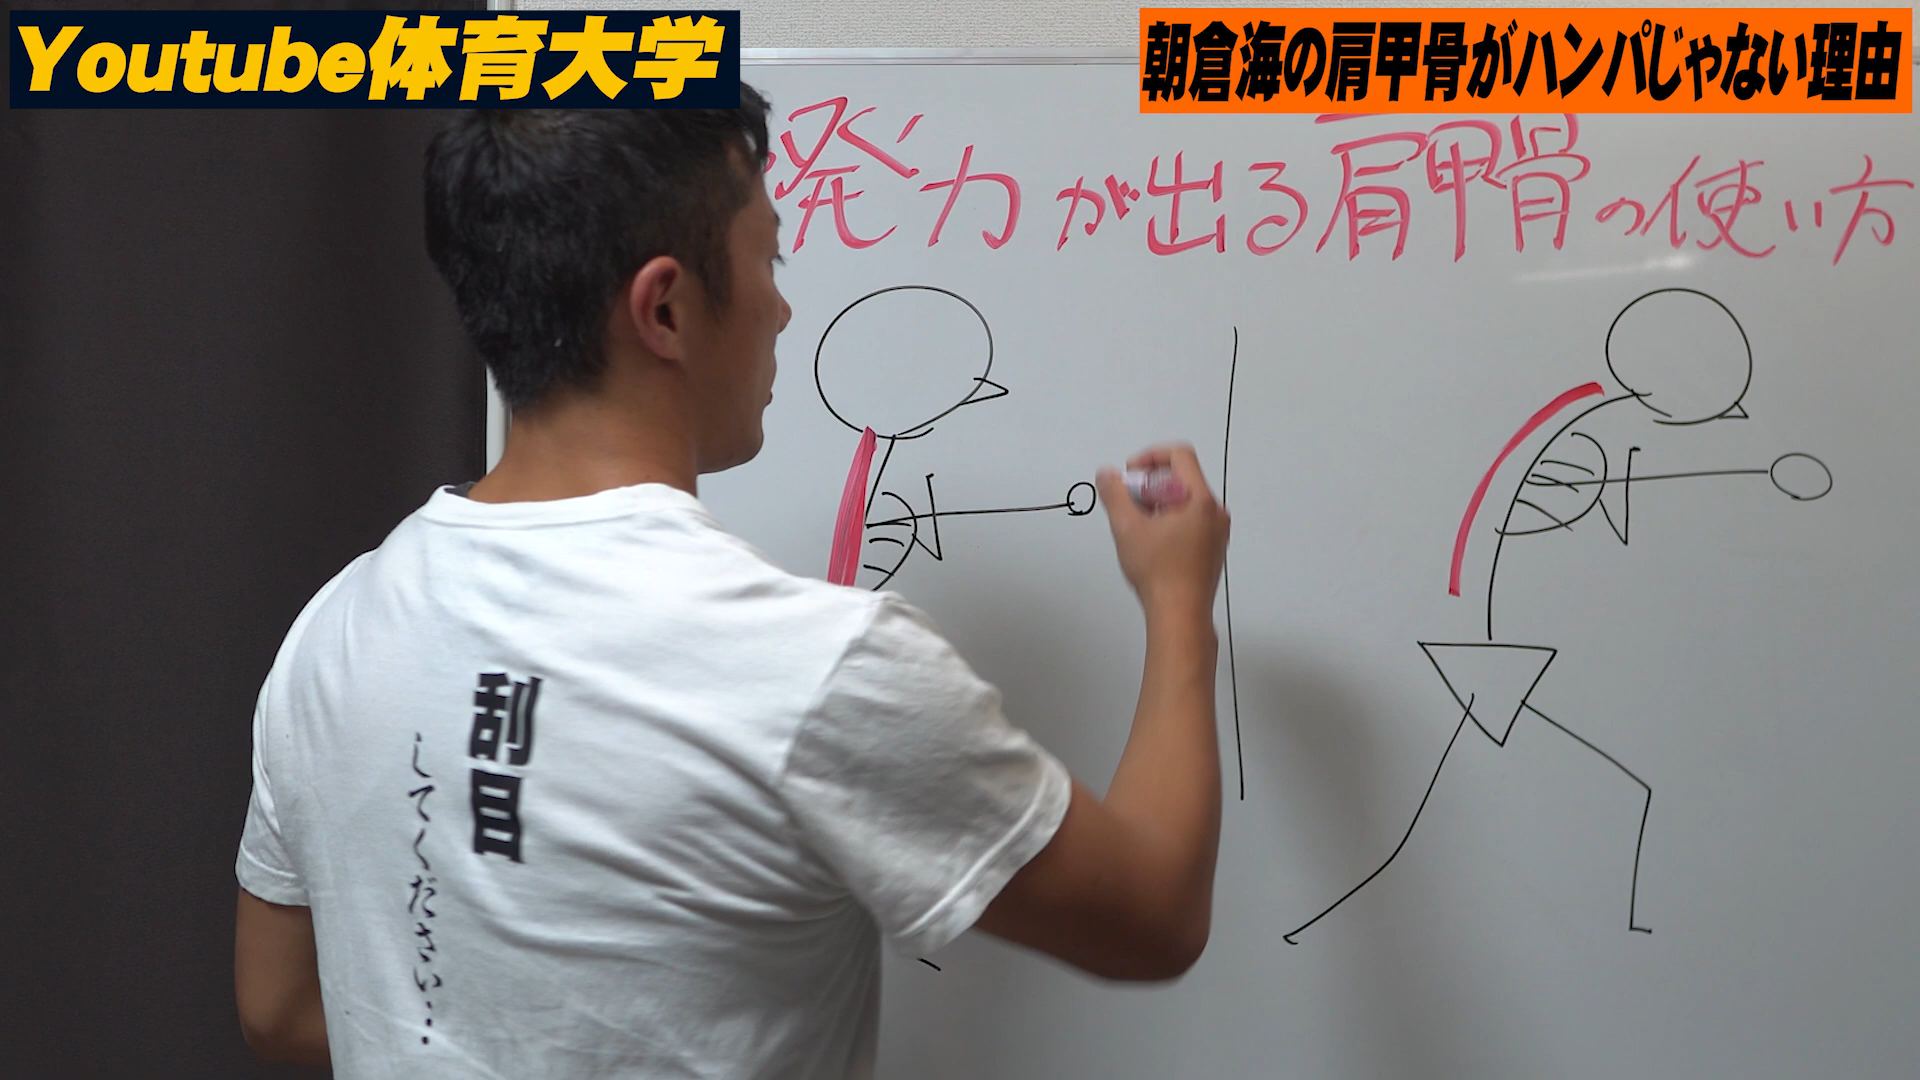 Youtube体育大学
朝倉海の肩甲骨がハンパじゃない理由
発力が出る肩甲骨の使い方
刮目
してください…